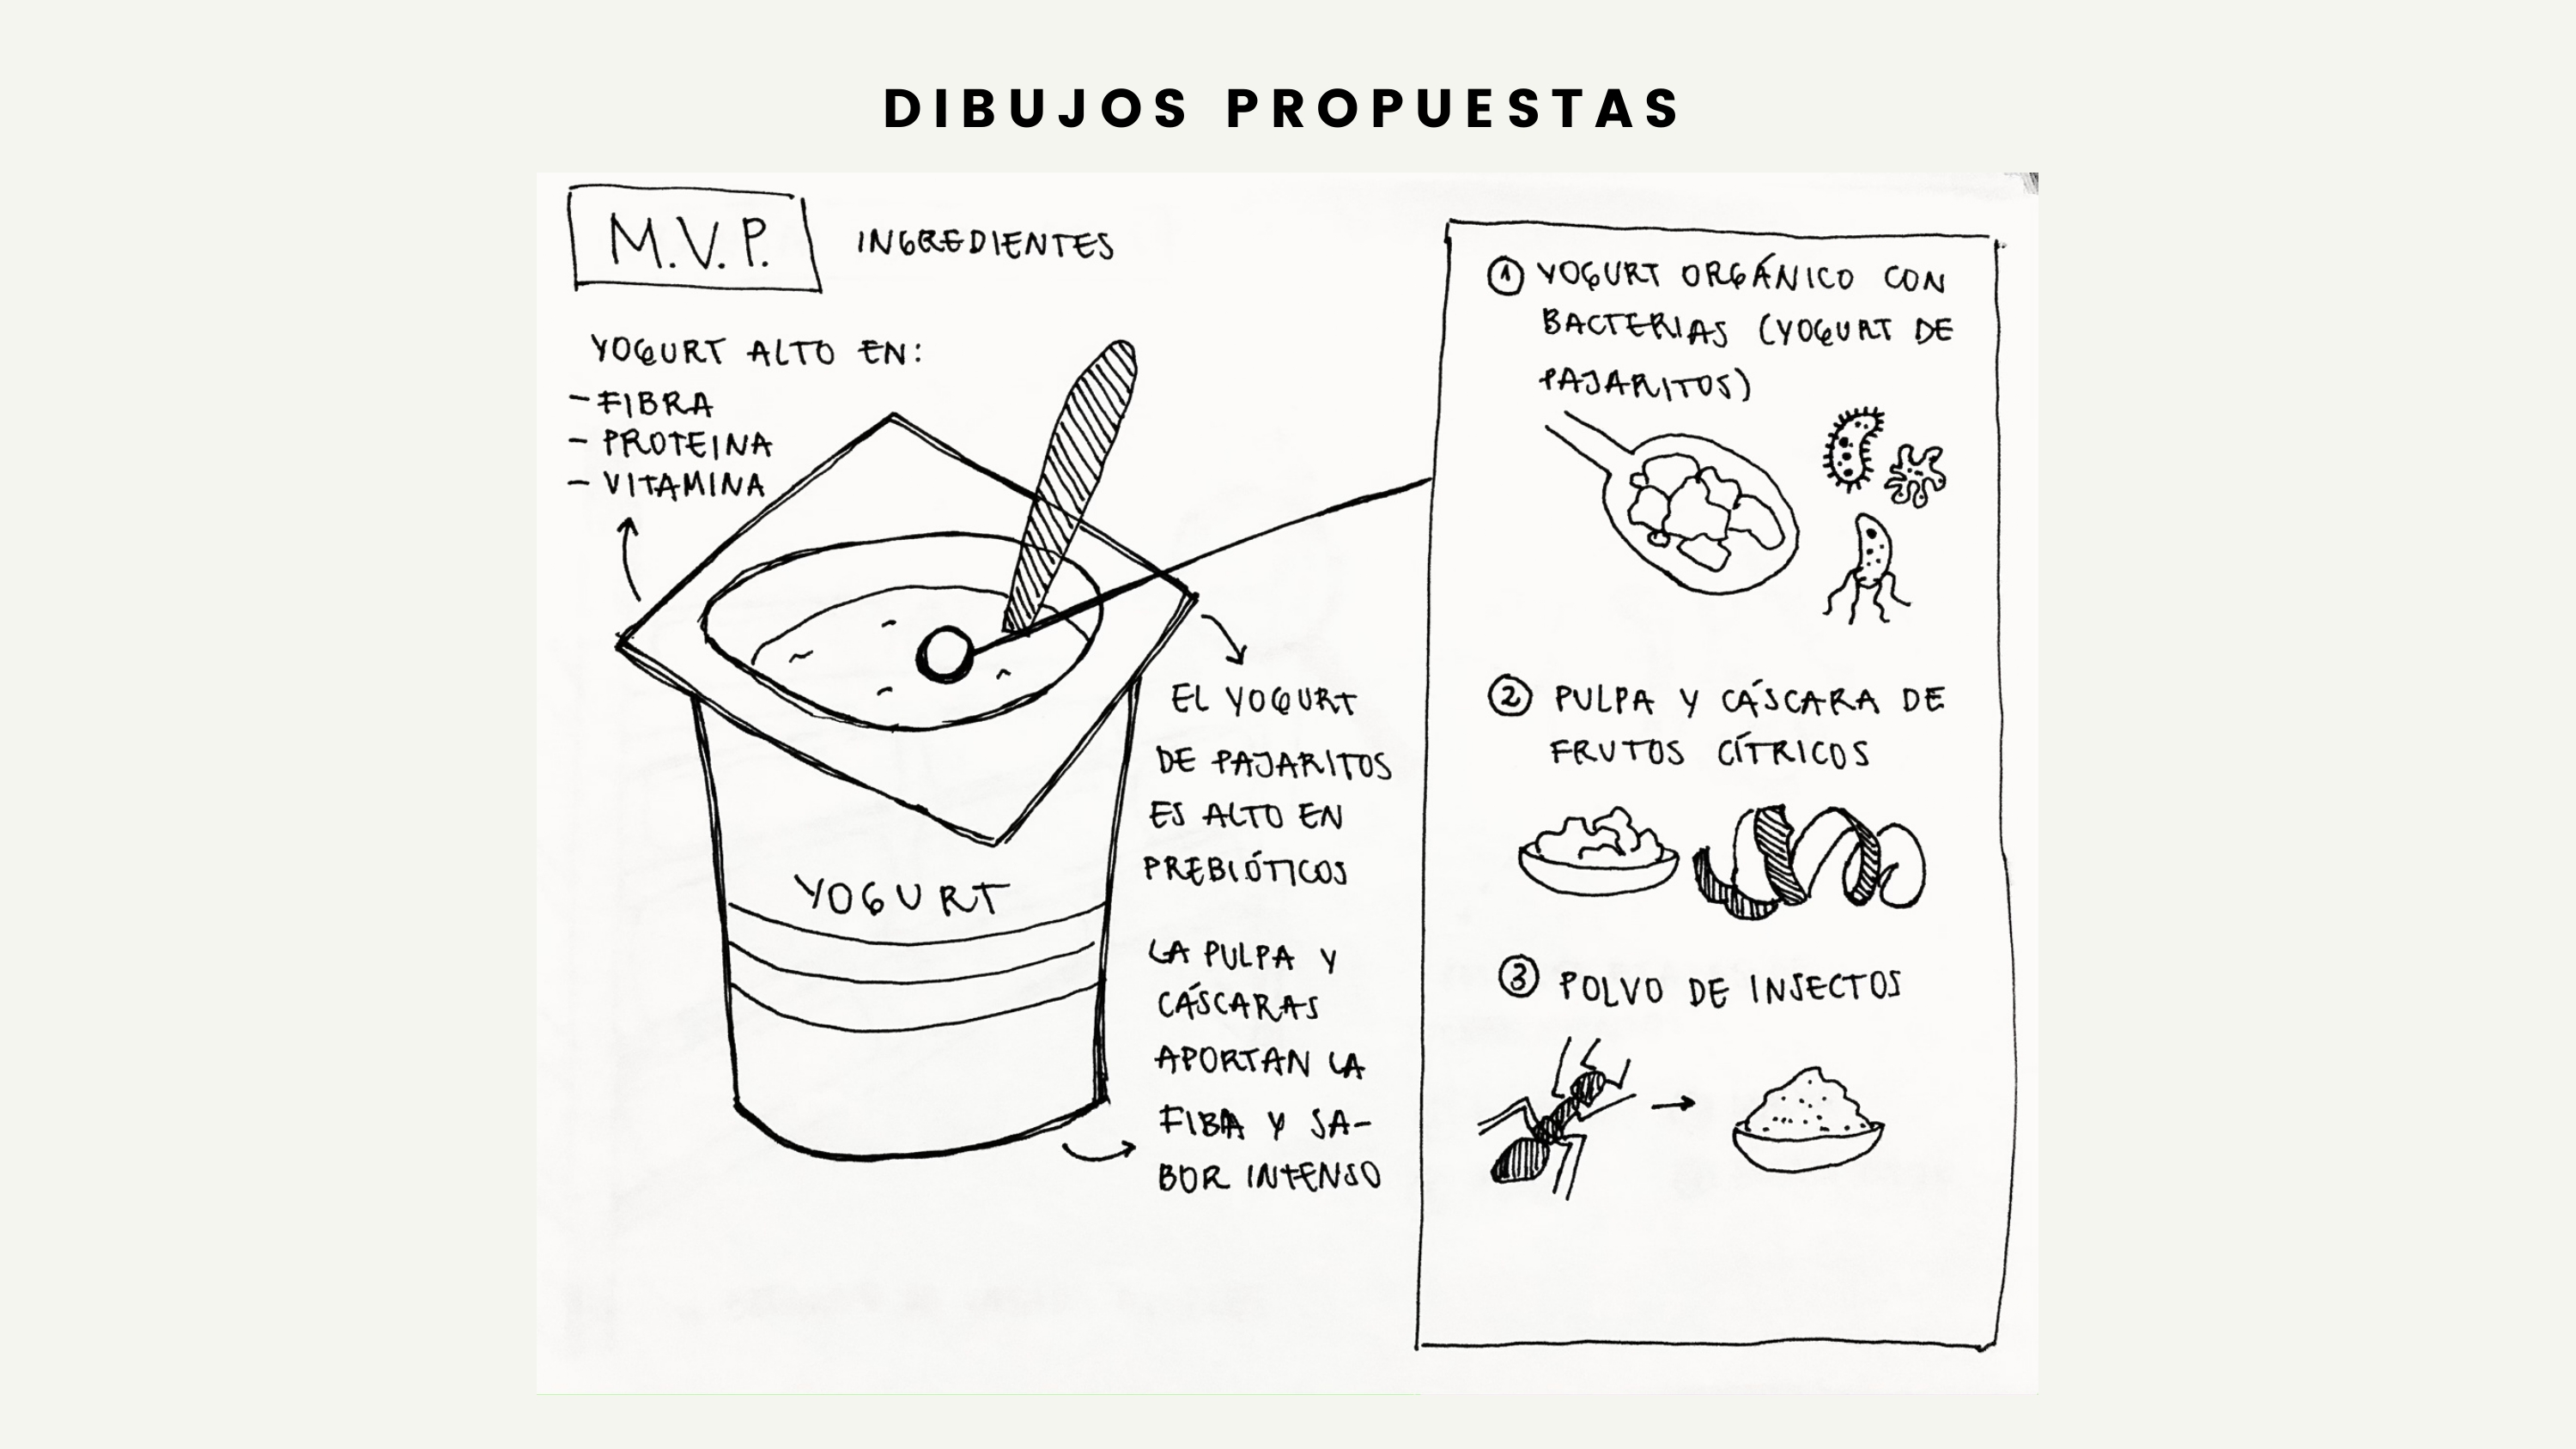 DIBUJOS PROPUESTAS
M.V.P.
INGREDIENTES
YOGURT ALTO EN:
- FIBRA
- PROTEINA
- VITAMINA
YOGURT
EL YOGURT
DE PAJARITOS
ES ALTO EN
PREBIÓTICOS
LA PULPA Y
CÁSCARAS
APORTAN LA
FIBA Y SA-
BOR INTENSO
1 YOGURT ORGÁNICO CON
BACTERIAS (YOGURT DE
PAJARITOS)
2 PULPA Y CÁSCARA DE
FRUTOS CÍTRICOS
3 POLVO DE INSECTOS